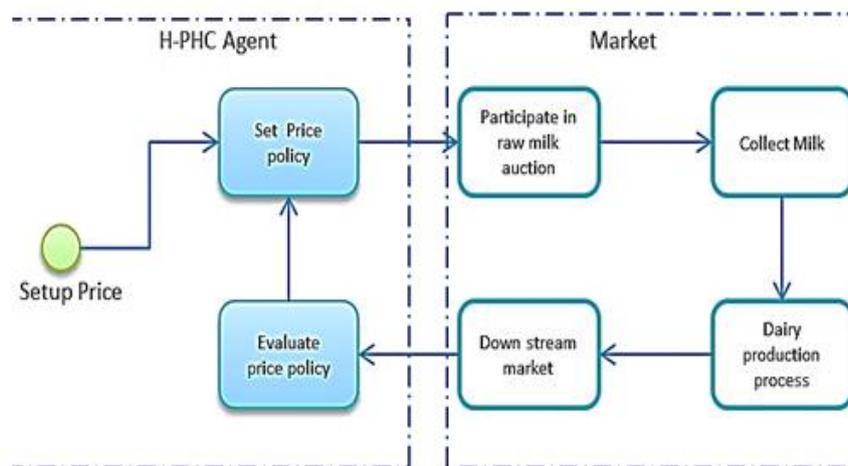 H-PHC Agent
Market
Set Price
policy
Participate in
raw milk
auction
Collect Milk
Setup Price
Evaluate
price policy
Down stream
market
Dairy
production
process